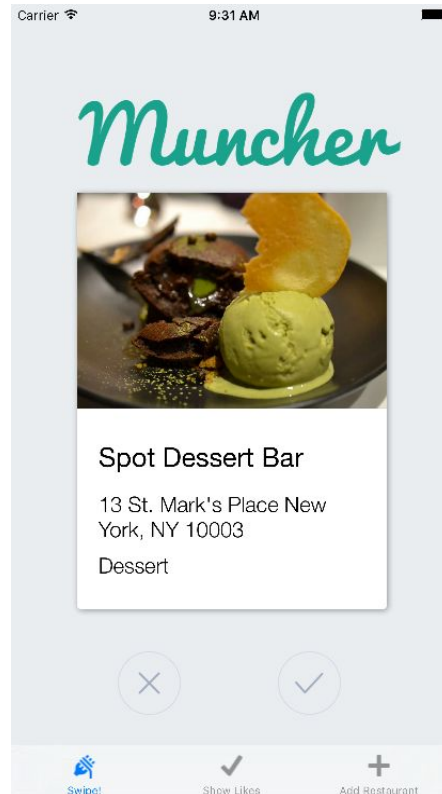 Carrier 9:31 AM
Muncher
Spot Dessert Bar
13 St. Mark's Place New
York, NY 10003
Dessert
Swipe! Show Likes Add Restaurant